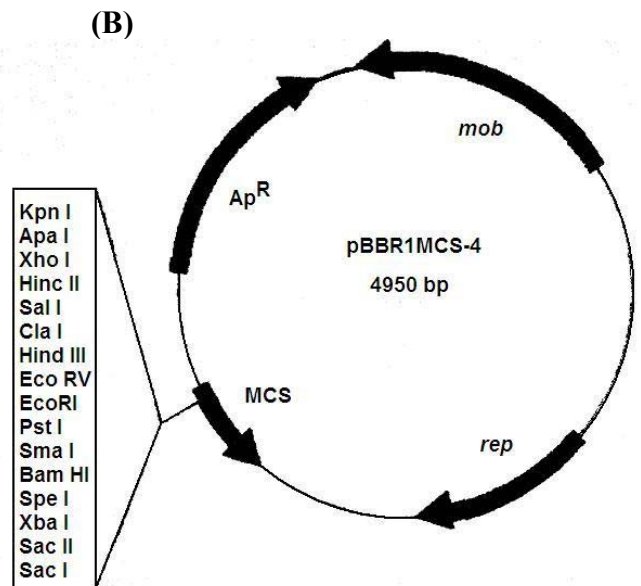 (B)
mob
ApR
pBBR1MCS-4
4950 bp
MCS
rep
Kpn I
Apa I
Xho I
Hinc II
Sal I
Cla I
Hind III
Eco RV
EcoRI
Pst I
Sma I
Bam HI
Spe I
Xba I
Sac II
Sac I